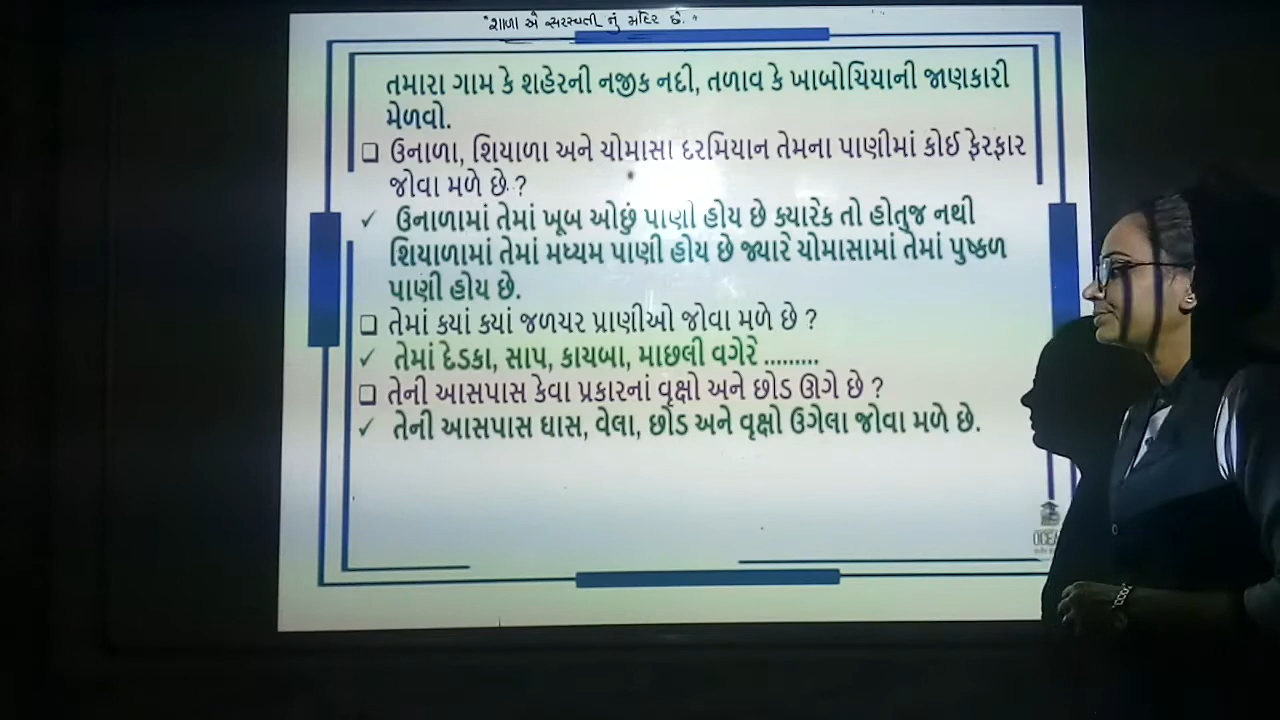 "શાળા એ સરસ્વતી નું મંદિર છે."
તમારા ગામ કે શહેરની નજીક નદી, તળાવ કે ખાબોચિયાની જાણકારી
મેળવો.
❑ ઉનાળા, શિયાળા અને ચોમાસા દરમિયાન તેમના પાણીમાં કોઈ ફેરફાર
જોવા મળે છે ?
✓ ઉનાળામાં તેમાં ખૂબ ઓછું પાણી હોય છે ક્યારેક તો હોતુજ નથી
શિયાળામાં તેમાં મધ્યમ પાણી હોય છે જ્યારે ચોમાસામાં તેમાં પુષ્કળ
પાણી હોય છે.
❑ તેમાં કયાં કયાં જળચર પ્રાણીઓ જોવા મળે છે ?
✓ તેમાં દેડકા, સાપ, કાચબા, માછલી વગેરે .........
❑ તેની આસપાસ કેવા પ્રકારનાં વૃક્ષો અને છોડ ઊગે છે ?
✓ તેની આસપાસ ઘાસ, વેલા, છોડ અને વૃક્ષો ઉગેલા જોવા મળે છે.